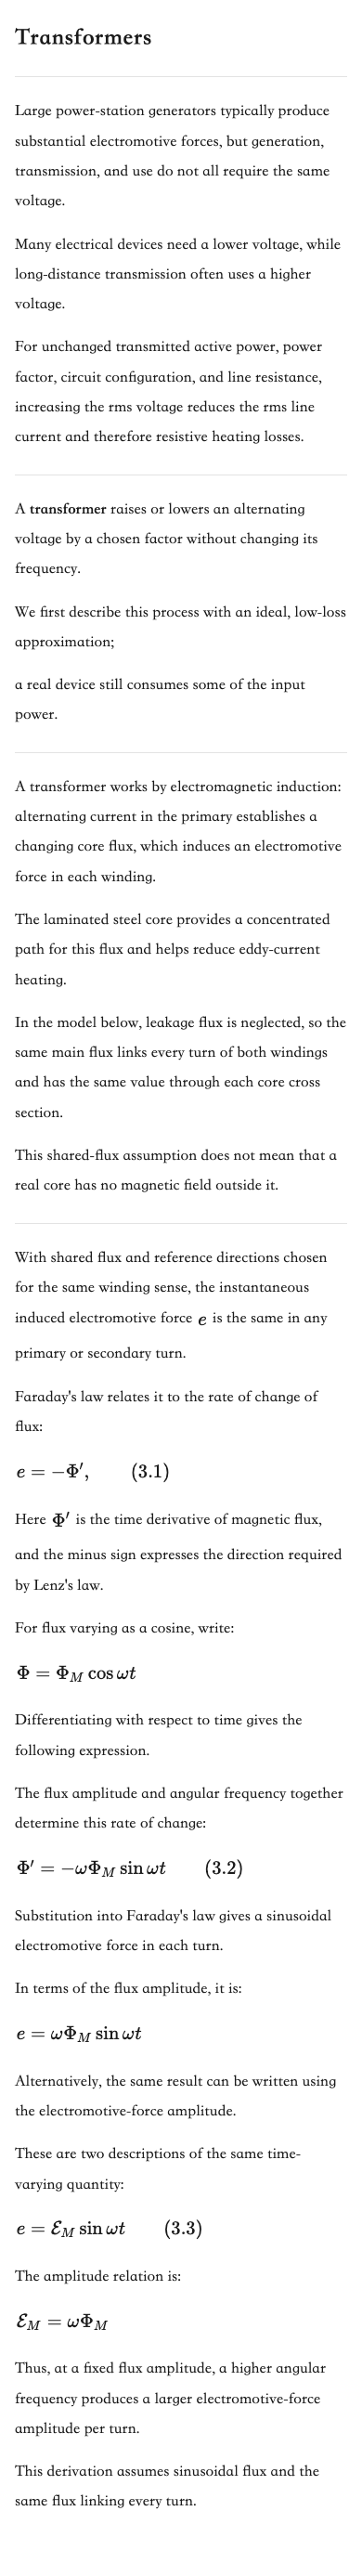 Transformers
Large power-station generators typically produce
substantial electromotive forces, but generation,
transmission, and use do not all require the same
voltage.
Many electrical devices need a lower voltage, while
long-distance transmission often uses a higher
voltage.
For unchanged transmitted active power, power
factor, circuit configuration, and line resistance,
increasing the rms voltage reduces the rms line
current and therefore resistive heating losses.
A transformer raises or lowers an alternating
voltage by a chosen factor without changing its
frequency.
We first describe this process with an ideal, low-loss
approximation;
a real device still consumes some of the input
power.
A transformer works by electromagnetic induction:
alternating current in the primary establishes a
changing core flux, which induces an electromotive
force in each winding.
The laminated steel core provides a concentrated
path for this flux and helps reduce eddy-current
heating.
In the model below, leakage flux is neglected, so the
same main flux links every turn of both windings
and has the same value through each core cross
section.
This shared-flux assumption does not mean that a
real core has no magnetic field outside it.
With shared flux and reference directions chosen
for the same winding sense, the instantaneous
induced electromotive force e is the same in any
primary or secondary turn.
Faraday's law relates it to the rate of change of
flux:
e = −Φ′, (3.1)
Here Φ′ is the time derivative of magnetic flux,
and the minus sign expresses the direction required
by Lenz's law.
For flux varying as a cosine, write:
Φ = Φ_M cos ωt
Differentiating with respect to time gives the
following expression.
The flux amplitude and angular frequency together
determine this rate of change:
Φ′ = −ωΦ_M sin ωt (3.2)
Substitution into Faraday's law gives a sinusoidal
electromotive force in each turn.
In terms of the flux amplitude, it is:
e = ωΦ_M sin ωt
Alternatively, the same result can be written using
the electromotive-force amplitude.
These are two descriptions of the same time-
varying quantity:
e = ℰ_M sin ωt (3.3)
The amplitude relation is:
ℰ_M = ωΦ_M
Thus, at a fixed flux amplitude, a higher angular
frequency produces a larger electromotive-force
amplitude per turn.
This derivation assumes sinusoidal flux and the
same flux linking every turn.